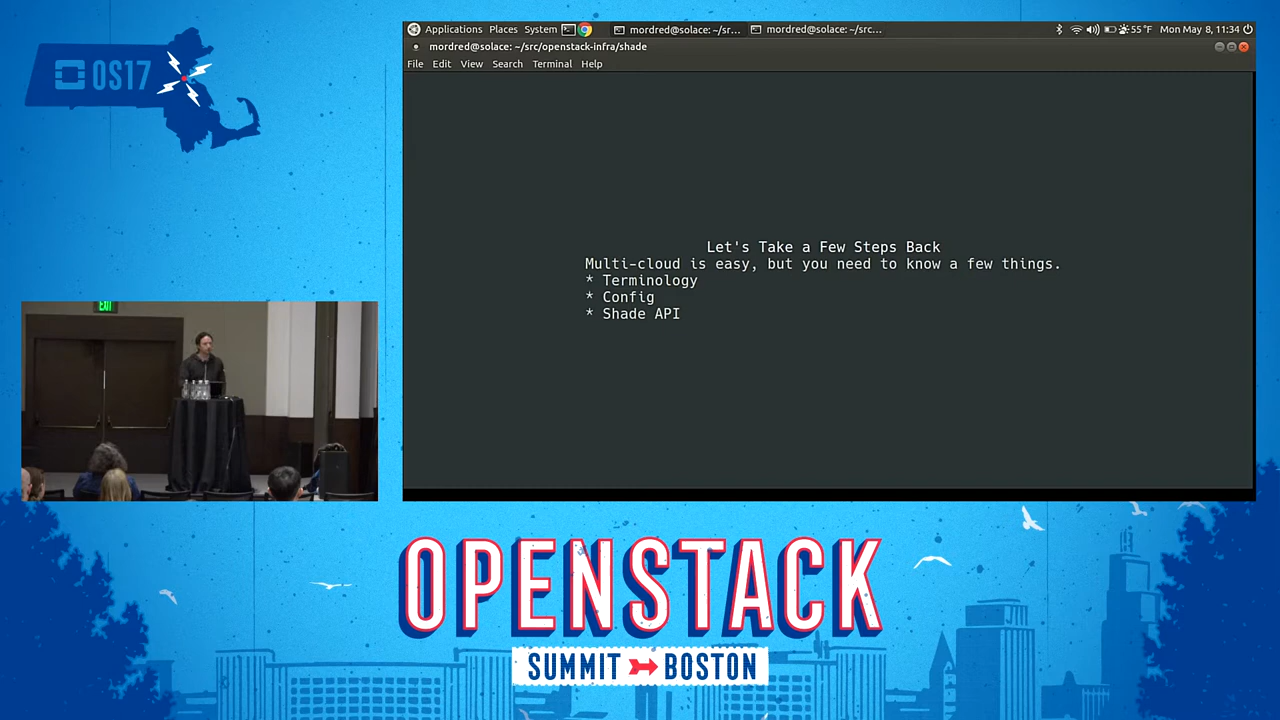 OS17
Applications Places System
mordred@solace: ~/sr...
mordred@solace: ~/src...
55 °F
Mon May 8, 11:34
mordred@solace: ~/src/openstack-infra/shade
File Edit View Search Terminal Help
Let's Take a Few Steps Back
Multi-cloud is easy, but you need to know a few things.
* Terminology
* Config
* Shade API
EXIT
OPENSTACK
SUMMIT BOSTON